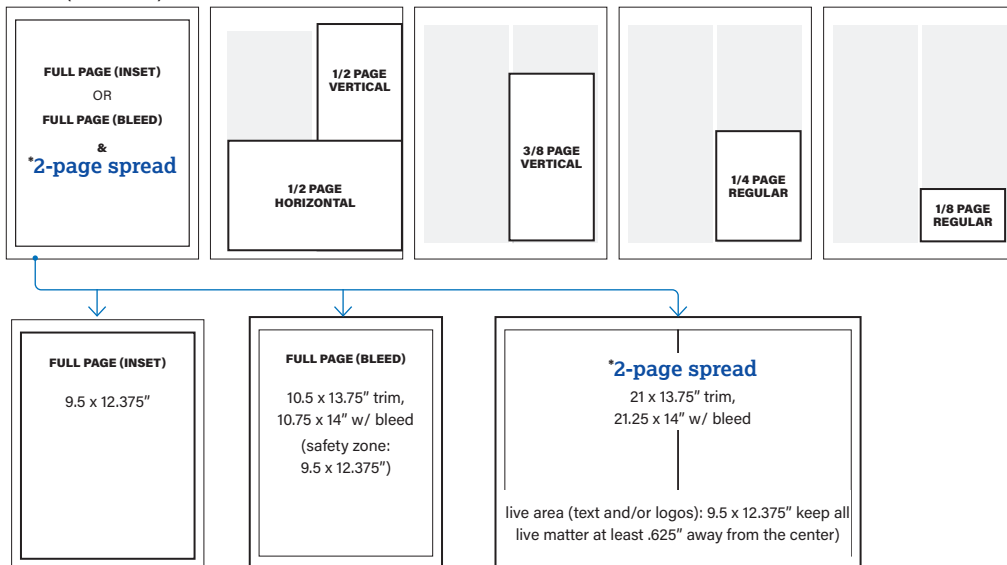 FULL PAGE (INSET)
OR
FULL PAGE (BLEED)
&
*2-page spread
1/2 PAGE
VERTICAL
1/2 PAGE
HORIZONTAL
3/8 PAGE
VERTICAL
1/4 PAGE
REGULAR
1/8 PAGE
REGULAR
FULL PAGE (INSET)
9.5 x 12.375”
FULL PAGE (BLEED)
10.5 x 13.75” trim,
10.75 x 14” w/ bleed
(safety zone:
9.5 x 12.375”)
*2-page spread
21 x 13.75” trim,
21.25 x 14” w/ bleed
live area (text and/or logos): 9.5 x 12.375” keep all
live matter at least .625” away from the center)